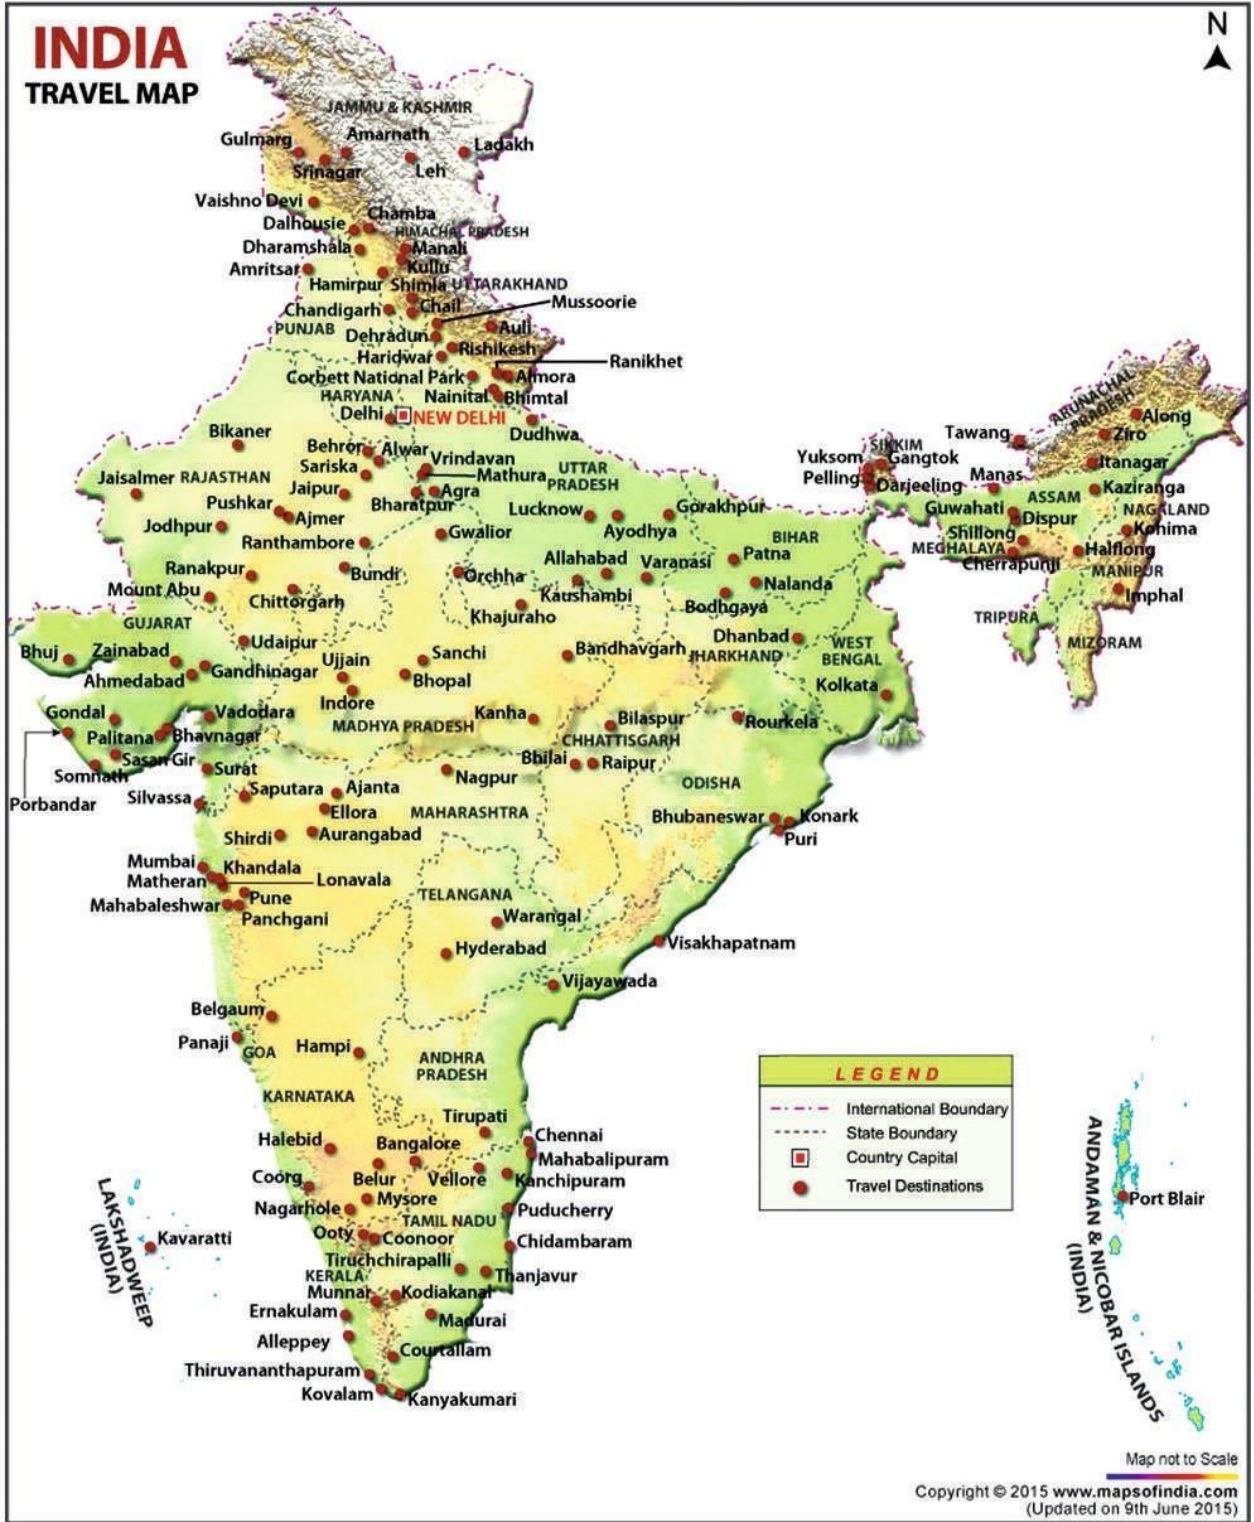 INDIA
TRAVEL MAP
N
JAMMU & KASHMIR
Gulmarg
Amarnath
Ladakh
Srinagar
Leh
Vaishno Devi
Chamba
Dalhousie
HIMACHAL PRADESH
Dharamshala
Manali
Amritsar
Kullu
Hamirpur
Shimla
UTTARAKHAND
Mussoorie
Chandigarh
Chail
PUNJAB
Auli
Dehradun
Rishikesh
Haridwar
Ranikhet
Corbett National Park
Almora
HARYANA
Nainital
Bhimtal
Delhi
NEW DELHI
Dudhwa
ARUNACHAL
PRADESH
Along
Tawang
Ziro
Bikaner
Behror
Alwar
Vrindavan
SIKKIM
Yuksom
Gangtok
Itanagar
Sariska
Mathura
UTTAR
PRADESH
Pelling
Darjeeling
Manas
Jaisalmer
RAJASTHAN
Jaipur
Bharatpur
Agra
Kaziranga
ASSAM
Pushkar
Ajmer
Lucknow
Gorakhpur
Guwahati
Dispur
NAGALAND
Jodhpur
Ayodhya
Kohima
Ranthambore
Gwalior
BIHAR
Shillong
MEGHALAYA
Halflong
Allahabad
Varanasi
Patna
Cherrapunji
Ranakpur
Bundi
Orchha
MANIPUR
Mount Abu
Nalanda
Chittorgarh
Kaushambi
Bodhgaya
Imphal
Khajuraho
GUJARAT
TRIPURA
Dhanbad
MIZORAM
Bhuj
Zainabad
Udaipur
Sanchi
Bandhavgarh
JHARKHAND
WEST
BENGAL
Ujjain
Gandhinagar
Ahmedabad
Bhopal
Kolkata
Indore
Gondal
Vadodara
MADHYA PRADESH
Kanha
Bilaspur
Rourkela
Palitana
Bhavnagar
CHHATTISGARH
Sasan Gir
Bhilai
Raipur
Somnath
Surat
Nagpur
ODISHA
Porbandar
Silvassa
Saputara
Ajanta
Ellora
MAHARASHTRA
Bhubaneswar
Konark
Shirdi
Aurangabad
Puri
Mumbai
Khandala
Matheran
Lonavala
Pune
TELANGANA
Mahabaleshwar
Panchgani
Warangal
Hyderabad
Visakhapatnam
Vijayawada
Belgaum
Panaji
GOA
Hampi
ANDHRA
PRADESH
KARNATAKA
LEGEND
International Boundary
State Boundary
Country Capital
Travel Destinations
Tirupati
Halebid
Bangalore
Chennai
Mahabalipuram
Coorg
Belur
Vellore
Kanchipuram
Mysore
Nagarhole
TAMIL NADU
Puducherry
Ooty
Coonoor
Chidambaram
Tiruchchirapalli
Thanjavur
KERALA
Munnar
Kodiakanal
Ernakulam
Madurai
Alleppey
Courtallam
Thiruvananthapuram
Kovalam
Kanyakumari
LAKSHADWEEP
(INDIA)
Kavaratti
ANDAMAN & NICOBAR ISLANDS
(INDIA)
Port Blair
Map not to Scale
Copyright © 2015 www.mapsofindia.com
(Updated on 9th June 2015)